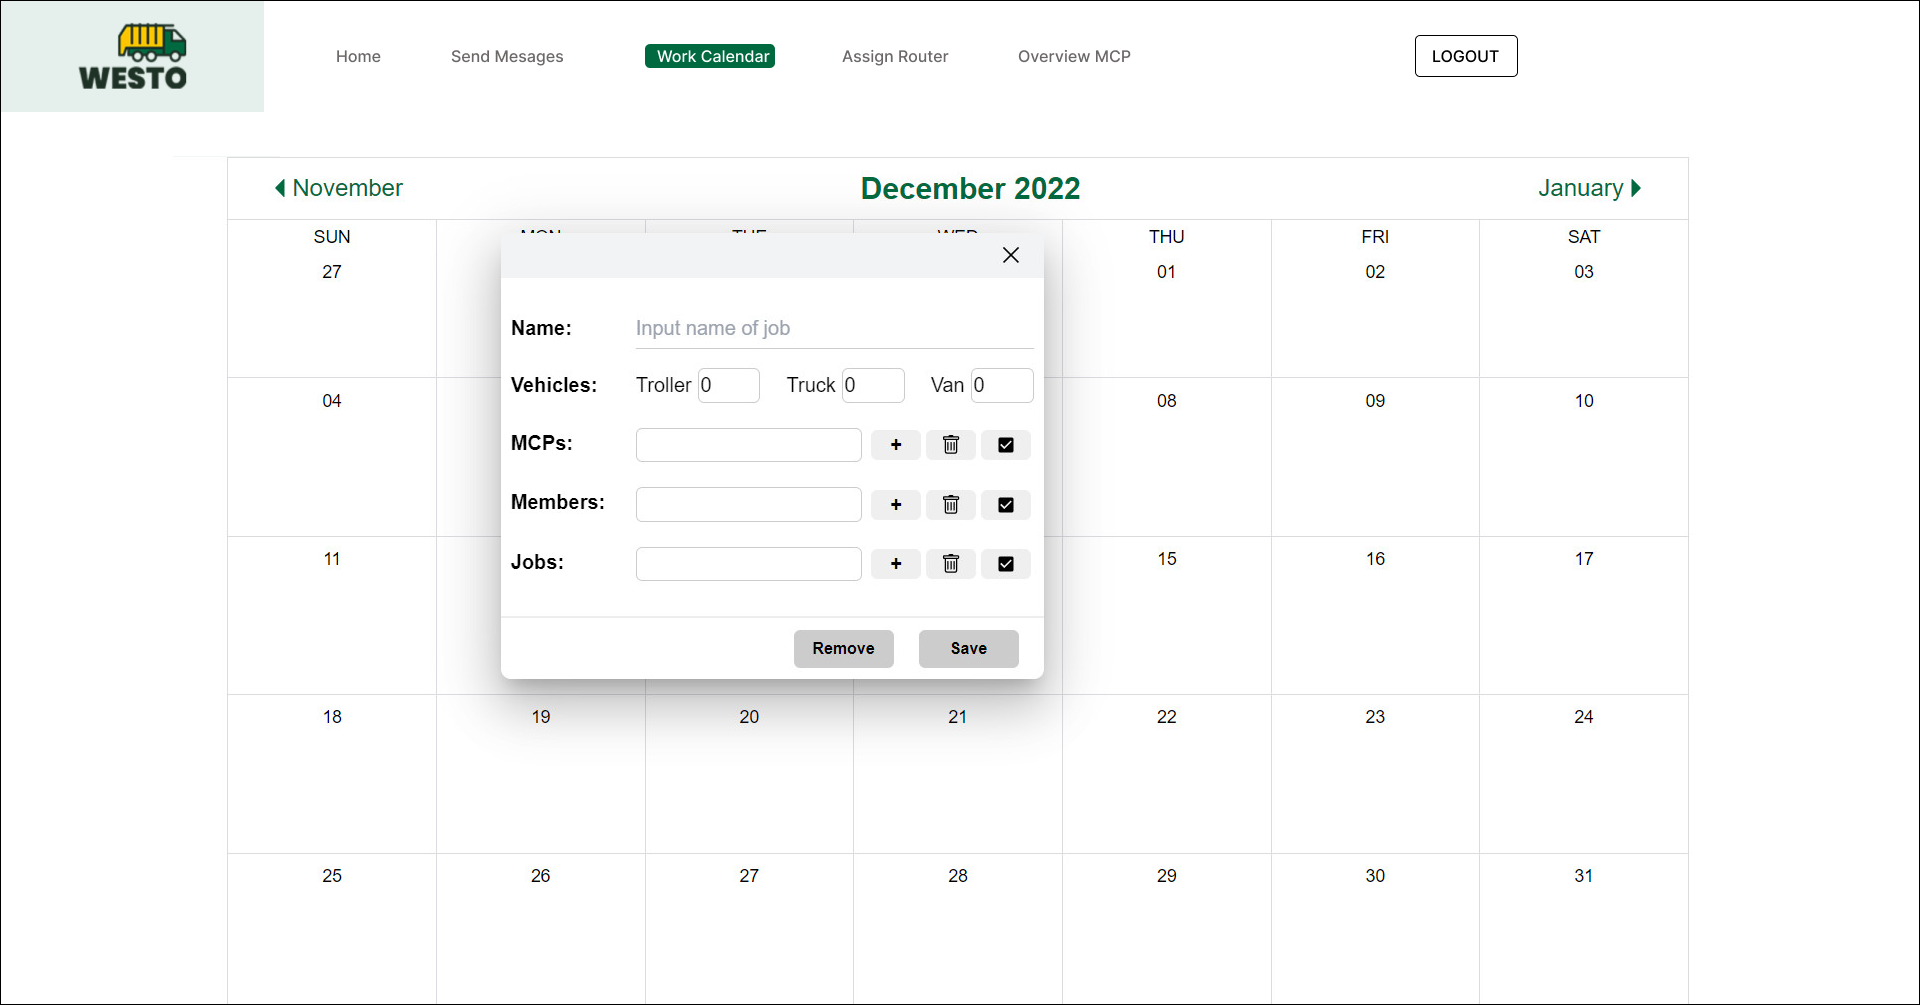 WESTO
Home Send Mesages Work Calendar Assign Router Overview MCP LOGOUT
November December 2022 January
SUN MON TUE WED THU FRI SAT
27 01 02 03
Name: Input name of job
Vehicles: Troller 0 Truck 0 Van 0
04 08 09 10
MCPs: +
Members: +
11 15 16 17
Jobs: +
Remove Save
18 19 20 21 22 23 24
25 26 27 28 29 30 31